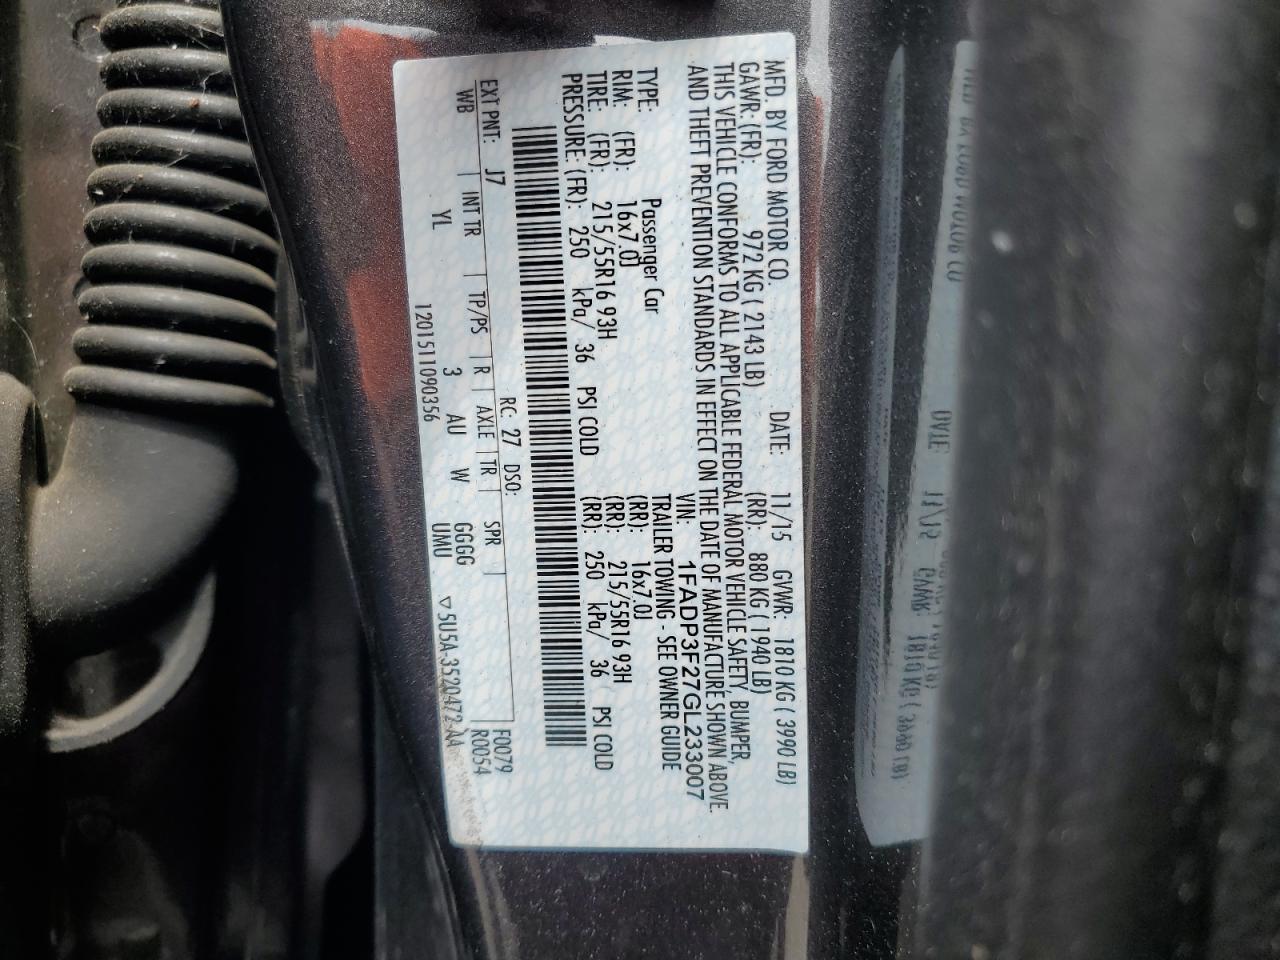 MFD. BY FORD MOTOR CO. DATE: 11/15 GVWR: 1810 KG ( 3990 LB)
GAWR: (FR): 972 KG ( 2143 LB) (RR): 880 KG ( 1940 LB)
THIS VEHICLE CONFORMS TO ALL APPLICABLE FEDERAL MOTOR VEHICLE SAFETY, BUMPER,
AND THEFT PREVENTION STANDARDS IN EFFECT ON THE DATE OF MANUFACTURE SHOWN ABOVE.
VIN: 1FADP3F27GL233007
TYPE: Passenger Car TRAILER TOWING - SEE OWNER GUIDE
RIM: (FR): 16x7.0J (RR): 16x7.0J
TIRE: (FR): 215/55R16 93H (RR): 215/55R16 93H
PRESSURE: (FR): 250 kPa/ 36 PSI COLD (RR): 250 kPa/ 36 PSI COLD
RC: 27 DSO: F0079
EXT PNT: J7 R0054
WB INT TR TP/PS R AXLE TR SPR
YL 3 AU W GGGG
UMU
1201511090356 ▽5U5A-3520472-AA